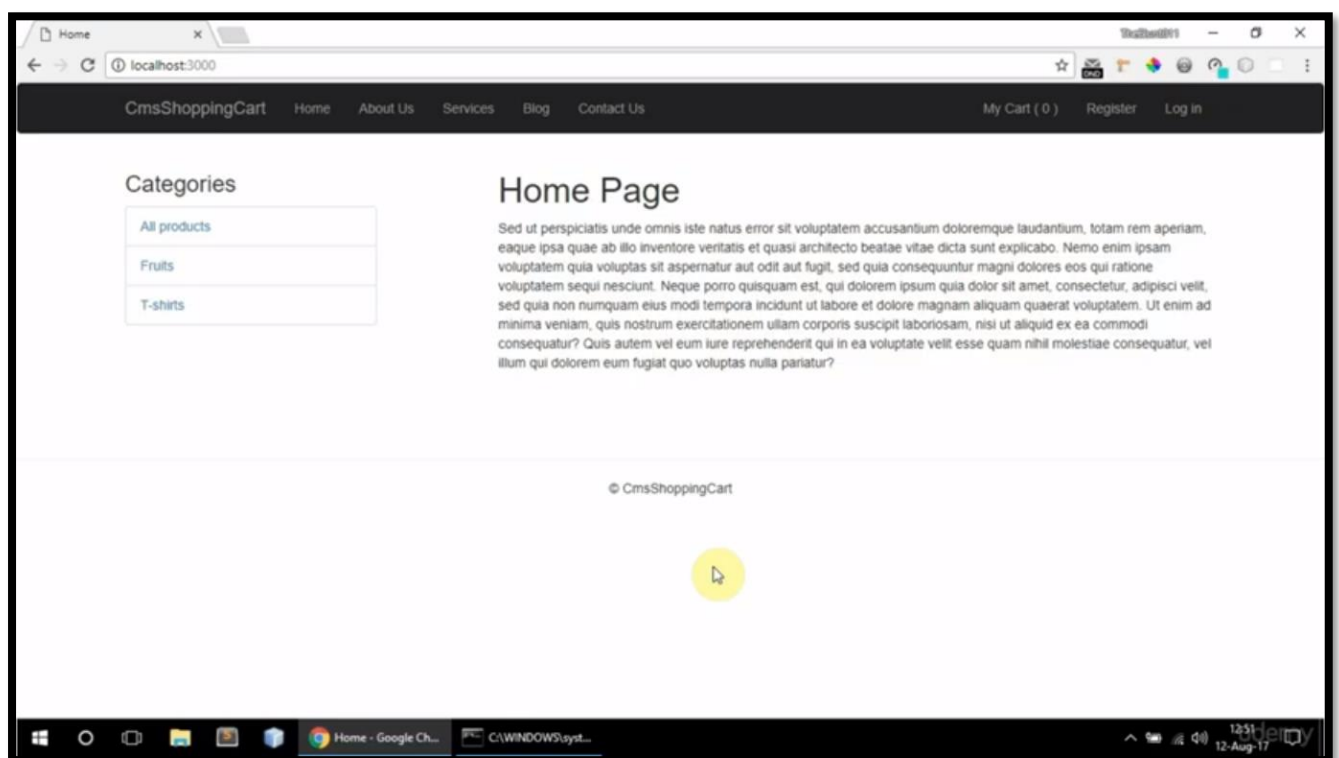 Home
localhost:3000
CmsShoppingCart Home About Us Services Blog Contact Us My Cart ( 0 ) Register Log in
Categories
All products
Fruits
T-shirts
Home Page
Sed ut perspiciatis unde omnis iste natus error sit voluptatem accusantium doloremque laudantium, totam rem aperiam,
eaque ipsa quae ab illo inventore veritatis et quasi architecto beatae vitae dicta sunt explicabo. Nemo enim ipsam
voluptatem quia voluptas sit aspernatur aut odit aut fugit, sed quia consequuntur magni dolores eos qui ratione
voluptatem sequi nesciunt. Neque porro quisquam est, qui dolorem ipsum quia dolor sit amet, consectetur, adipisci velit,
sed quia non numquam eius modi tempora incidunt ut labore et dolore magnam aliquam quaerat voluptatem. Ut enim ad
minima veniam, quis nostrum exercitationem ullam corporis suscipit laboriosam, nisi ut aliquid ex ea commodi
consequatur? Quis autem vel eum iure reprehenderit qui in ea voluptate velit esse quam nihil molestiae consequatur, vel
illum qui dolorem eum fugiat quo voluptas nulla pariatur?
© CmsShoppingCart
Home - Google Ch... C:\WINDOWS\syst... 12:51
12-Aug-17
udemy